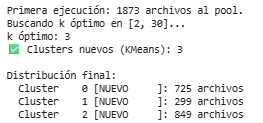 Primera ejecución: 1873 archivos al pool.
Buscando k óptimo en [2, 30]...
k óptimo: 3
✅ Clusters nuevos (KMeans): 3

Distribución final:
  Cluster    0 [NUEVO     ]: 725 archivos
  Cluster    1 [NUEVO     ]: 299 archivos
  Cluster    2 [NUEVO     ]: 849 archivos